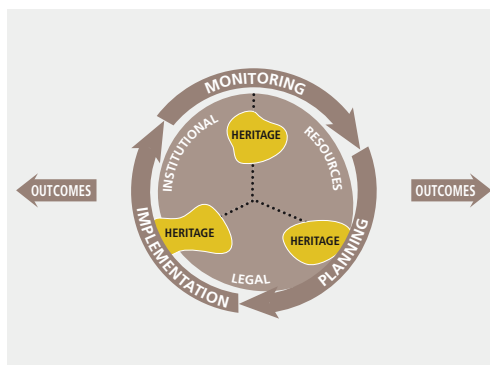 MONITORING
INSTITUTIONAL
HERITAGE
RESOURCES
OUTCOMES
OUTCOMES
IMPLEMENTATION
HERITAGE
HERITAGE
PLANNING
LEGAL